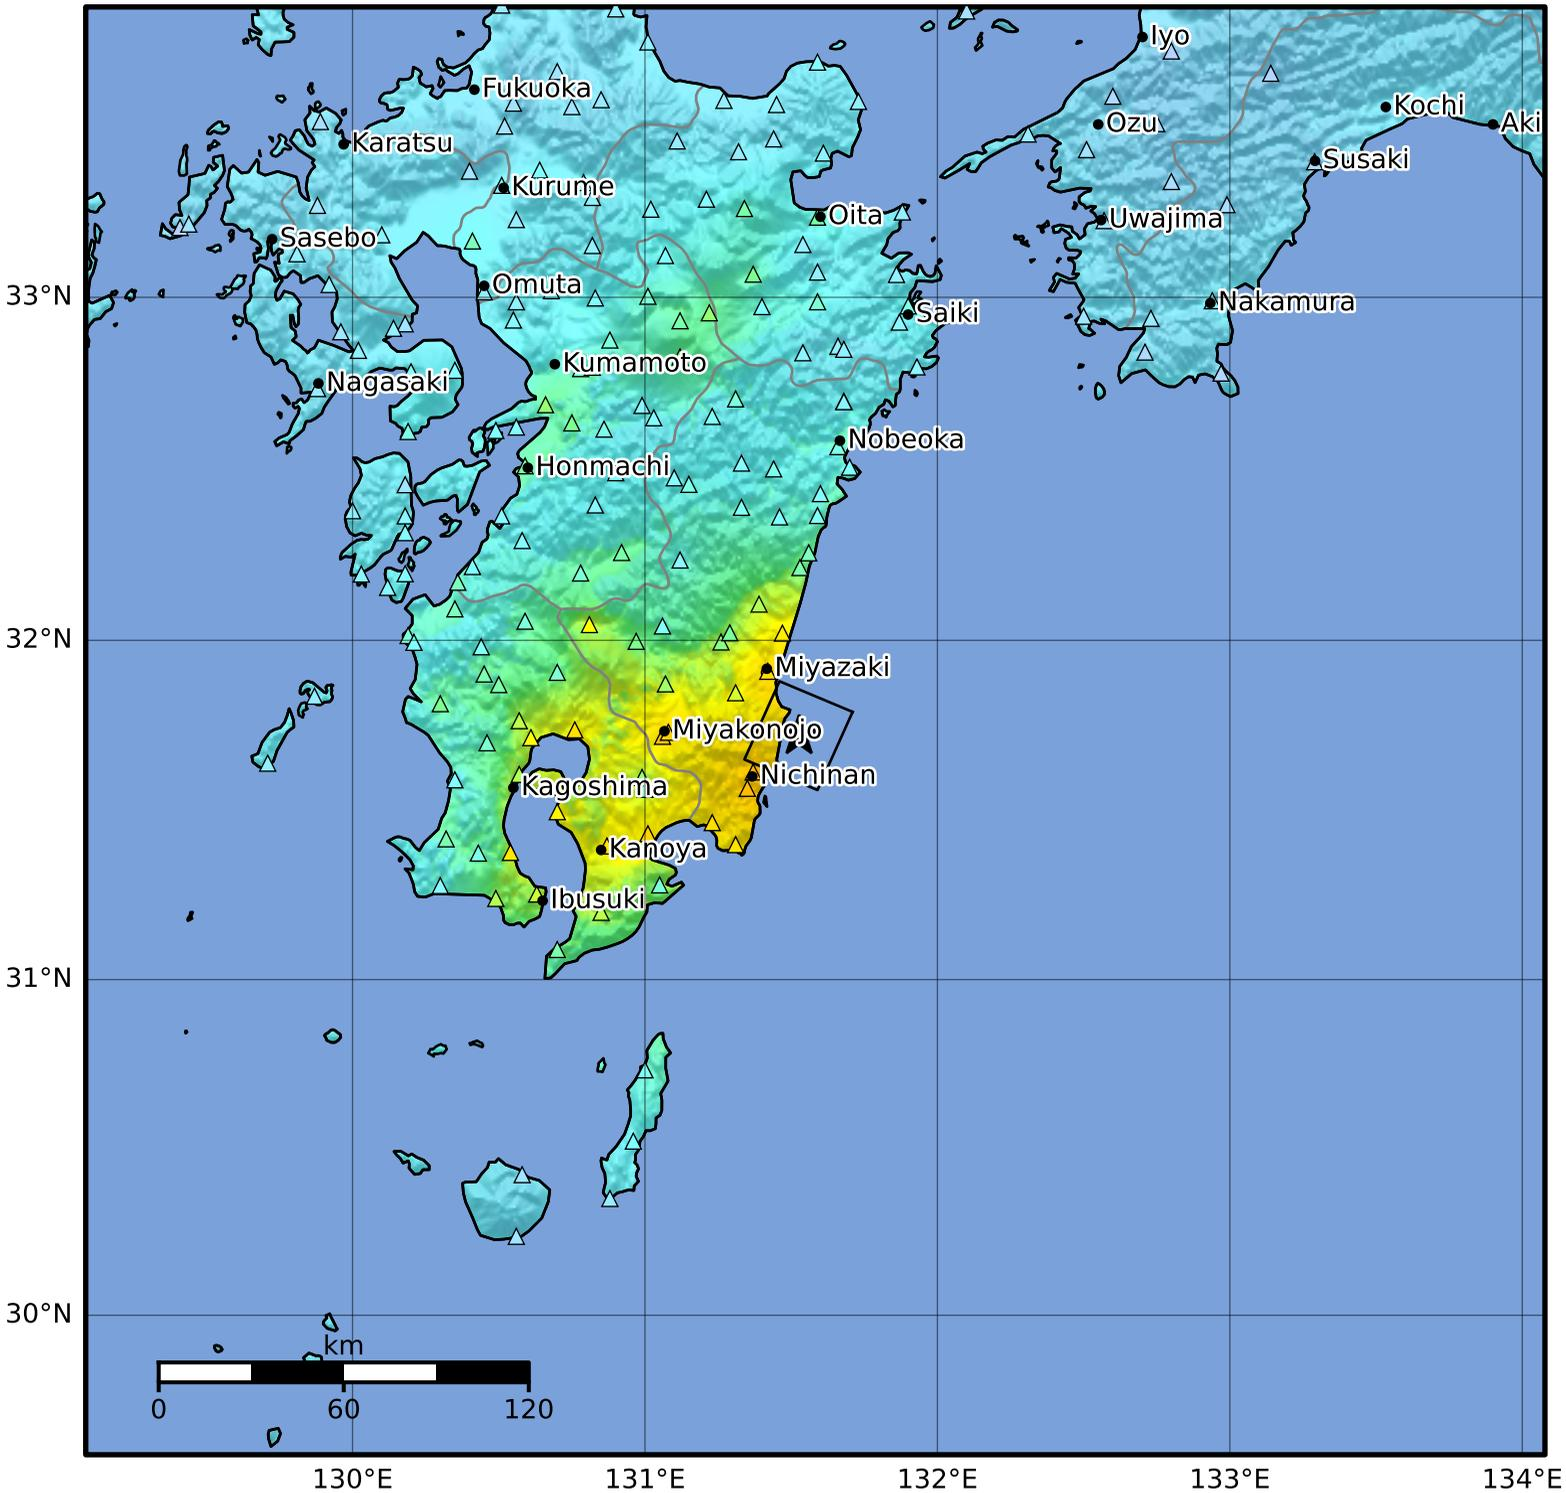 Iyo
Fukuoka
Kochi
Ozu
Aki
Karatsu
Susaki
Kurume
Oita
Uwajima
Sasebo
Omuta
33°N
Nakamura
Saiki
Kumamoto
Nagasaki
Nobeoka
Honmachi
32°N
Miyazaki
Miyakonojo
Nichinan
Kagoshima
Kanoya
Ibusuki
31°N
30°N
km
0 60 120
130°E 131°E 132°E 133°E 134°E